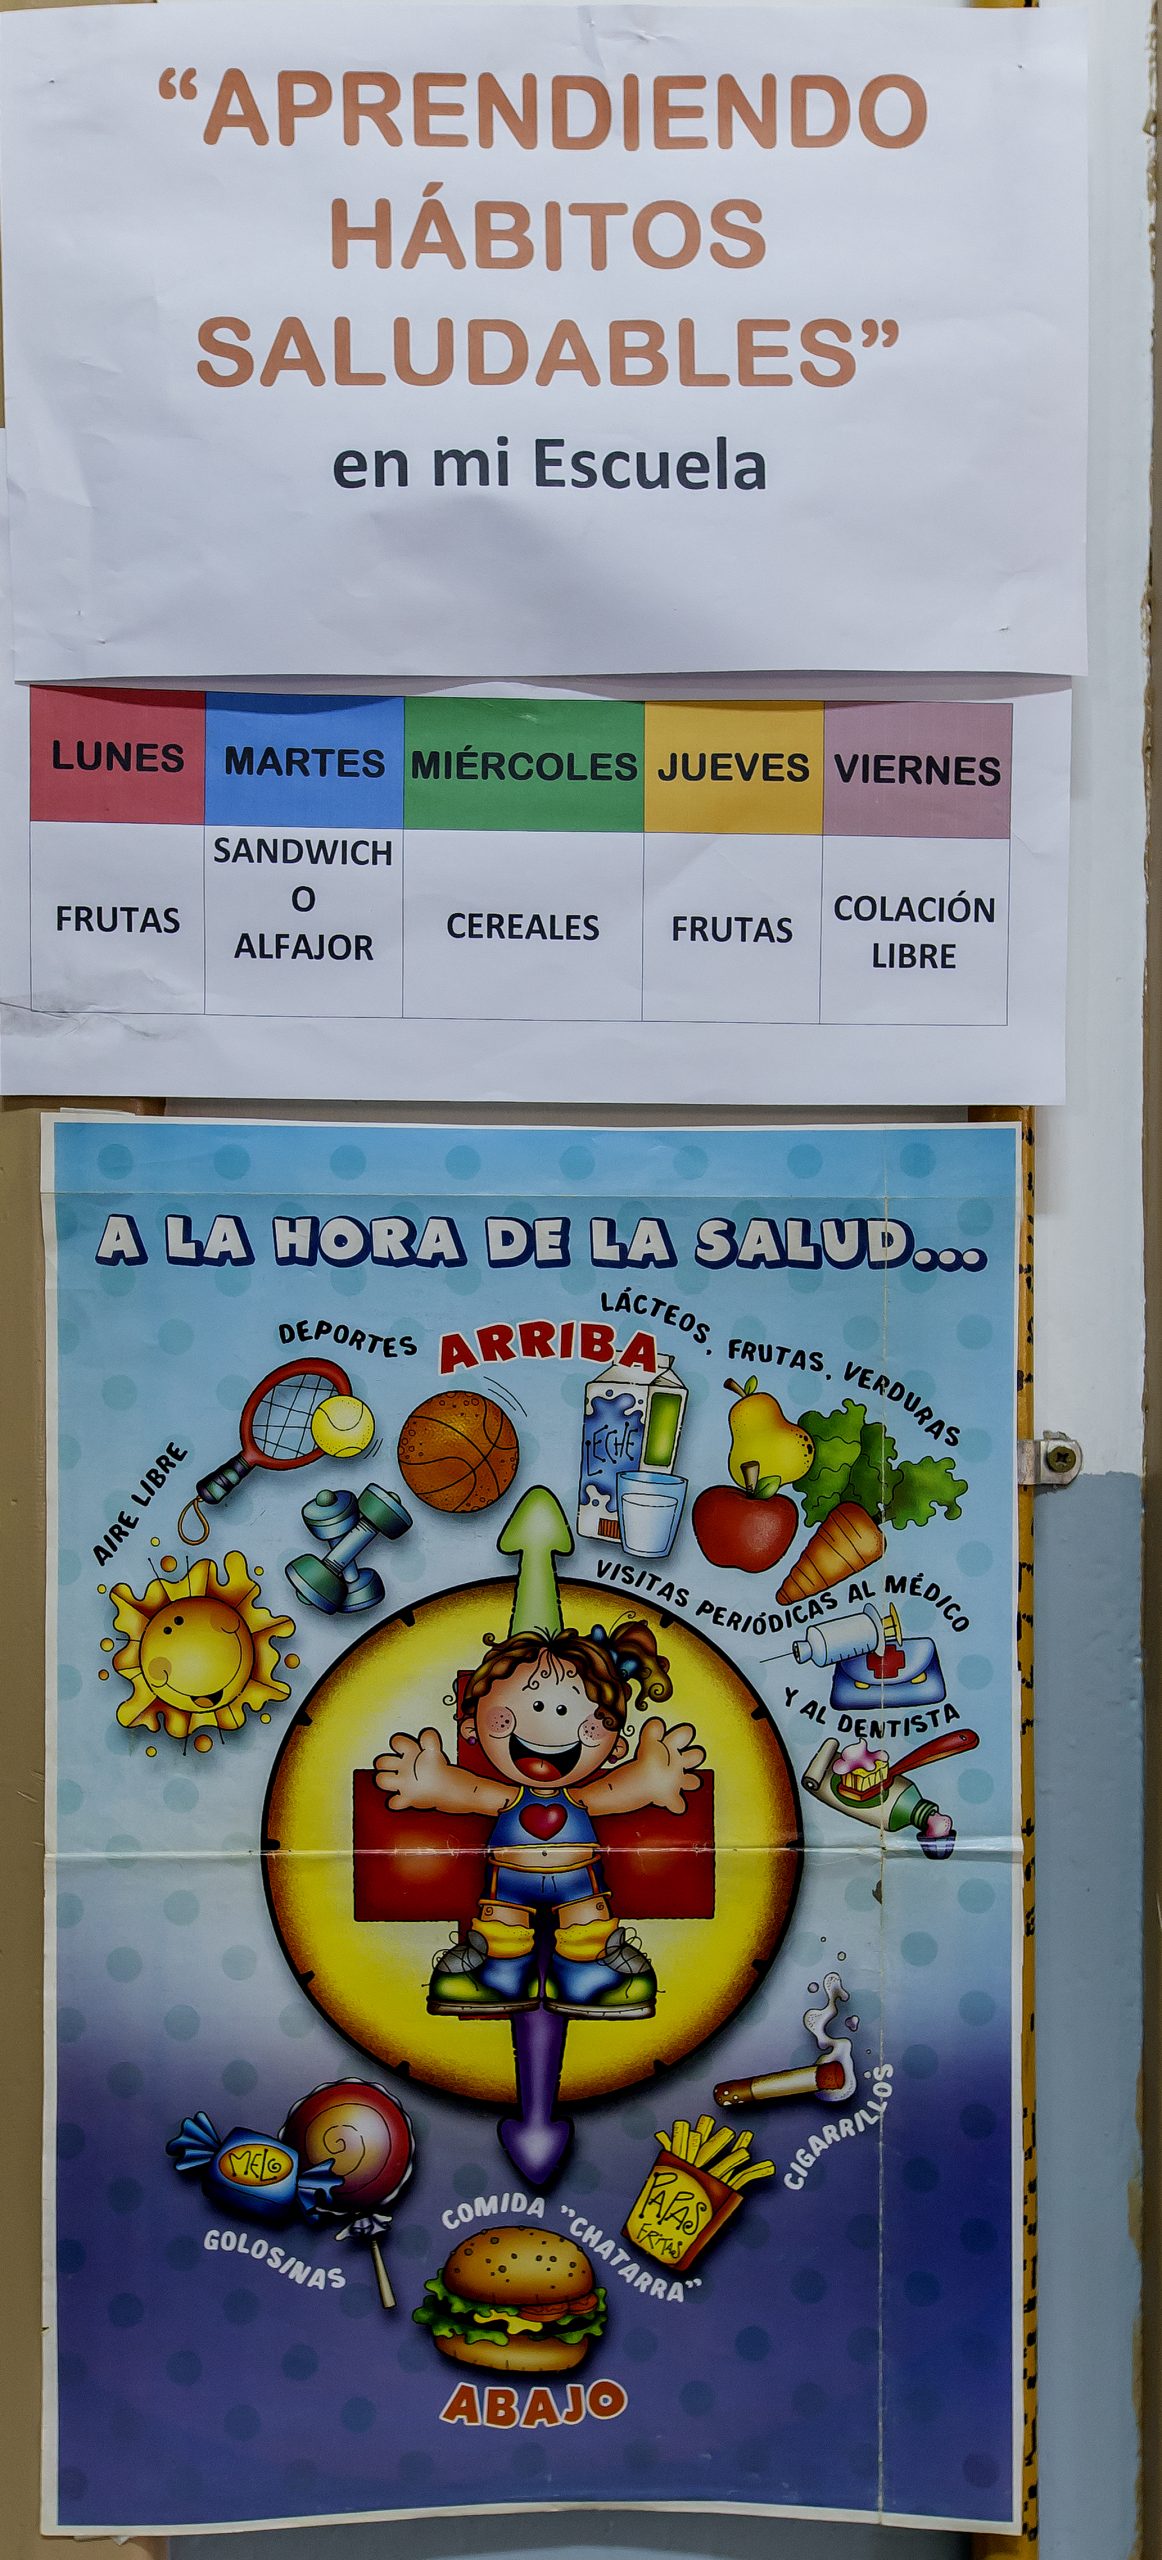 “APRENDIENDO
HÁBITOS
SALUDABLES”
en mi Escuela
LUNES
MARTES
MIÉRCOLES
JUEVES
VIERNES
FRUTAS
SANDWICH
O
ALFAJOR
CEREALES
FRUTAS
COLACIÓN
LIBRE
A LA HORA DE LA SALUD...
ARRIBA
AIRE LIBRE
DEPORTES
LÁCTEOS, FRUTAS, VERDURAS
LECHE
VISITAS PERIÓDICAS AL MÉDICO
Y AL DENTISTA
CIGARRILLOS
PAPAS
FRITAS
COMIDA "CHATARRA"
MELO
GOLOSINAS
ABAJO